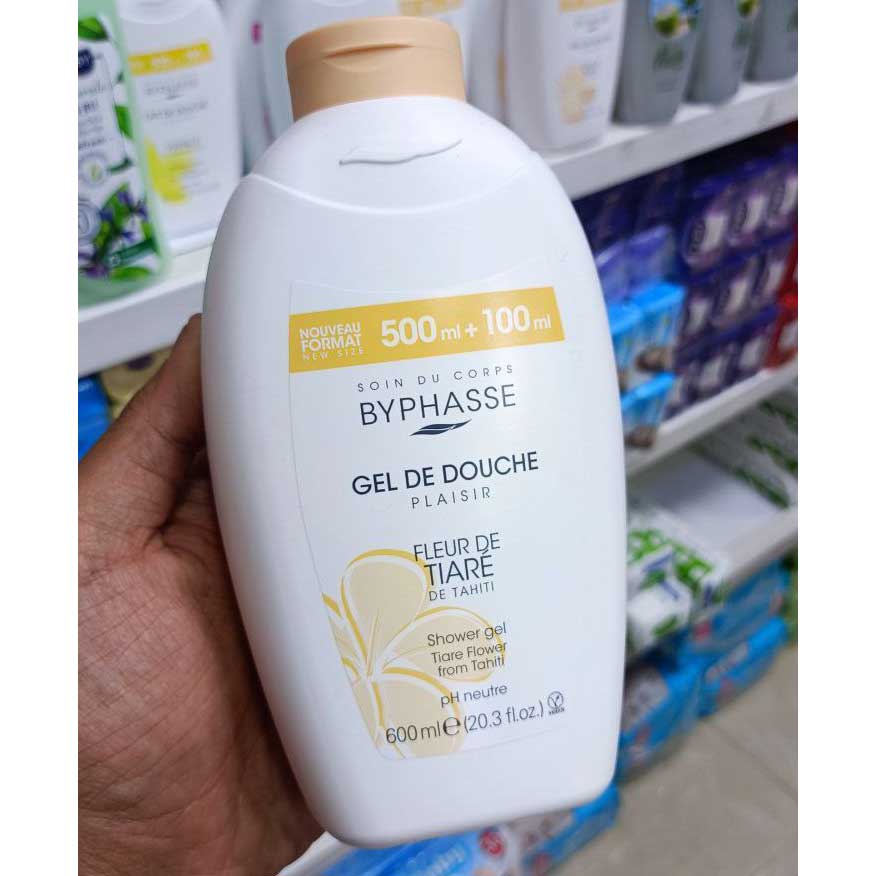 NOUVEAU
FORMAT
NEW SIZE
500 ml + 100 ml
SOIN DU CORPS
BYPHASSE
GEL DE DOUCHE
PLAISIR
FLEUR DE
TIARÉ
DE TAHITI
Shower gel
Tiare Flower
from Tahiti
pH neutre
600 ml e (20.3 fl.oz.)
VEGAN